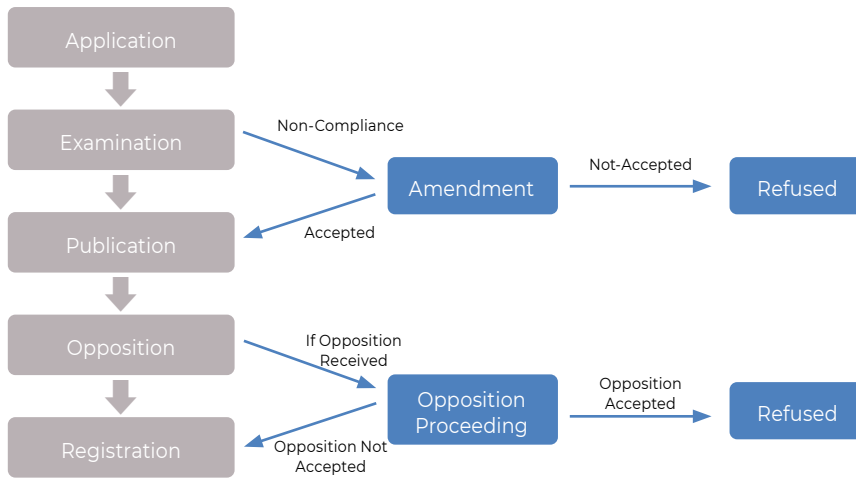 Application
Examination
Non-Compliance
Amendment
Not-Accepted
Refused
Accepted
Publication
Opposition
If Opposition
Received
Opposition
Proceeding
Opposition
Accepted
Refused
Opposition Not
Accepted
Registration